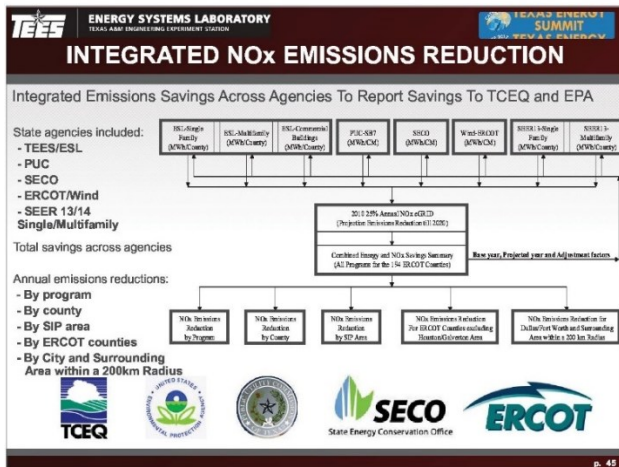 TEES
ENERGY SYSTEMS LABORATORY
TEXAS A&M ENGINEERING EXPERIMENT STATION
TEXAS ENERGY
SUMMIT
TEXAS ENERGY
INTEGRATED NOx EMISSIONS REDUCTION
Integrated Emissions Savings Across Agencies To Report Savings To TCEQ and EPA
State agencies included:
- TEES/ESL
- PUC
- SECO
- ERCOT/Wind
- SEER 13/14
Single/Multifamily
Total savings across agencies
Annual emissions reductions:
- By program
- By county
- By SIP area
- By ERCOT counties
- By City and Surrounding
Area within a 200km Radius
ESL-Single
Family
(MWh/County)
ESL-Multifamily
(MWh/County)
ESL-Commercial
Buildings
(MWh/County)
PUC-SB7
(MWh/CM)
SECO
(MWh/CM)
Wind-ERCOT
(MWh/CM)
SEER13-Single
Family
(MWh/County)
SEER13-
Multifamily
(MWh/County)
2010 25% Annual NOx eGRID
(Projection Emissions Reduction till 2020)
Combined Energy and NOx Savings Summary
(All Programs for the 194 ERCOT Counties)
Base year, Projected year and Adjustment factors
NOx Emissions
Reduction
by Program
NOx Emissions
Reduction
by County
NOx Emissions
Reduction
by SIP Area
NOx Emissions Reduction
For ERCOT Counties excluding
Houston/Galveston Area
NOx Emissions Reduction for
Dallas/Fort Worth and Surrounding
Area within a 200 km Radius
TCEQ
UNITED STATES
ENVIRONMENTAL PROTECTION AGENCY
SECO
State Energy Conservation Office
ERCOT
p. 45